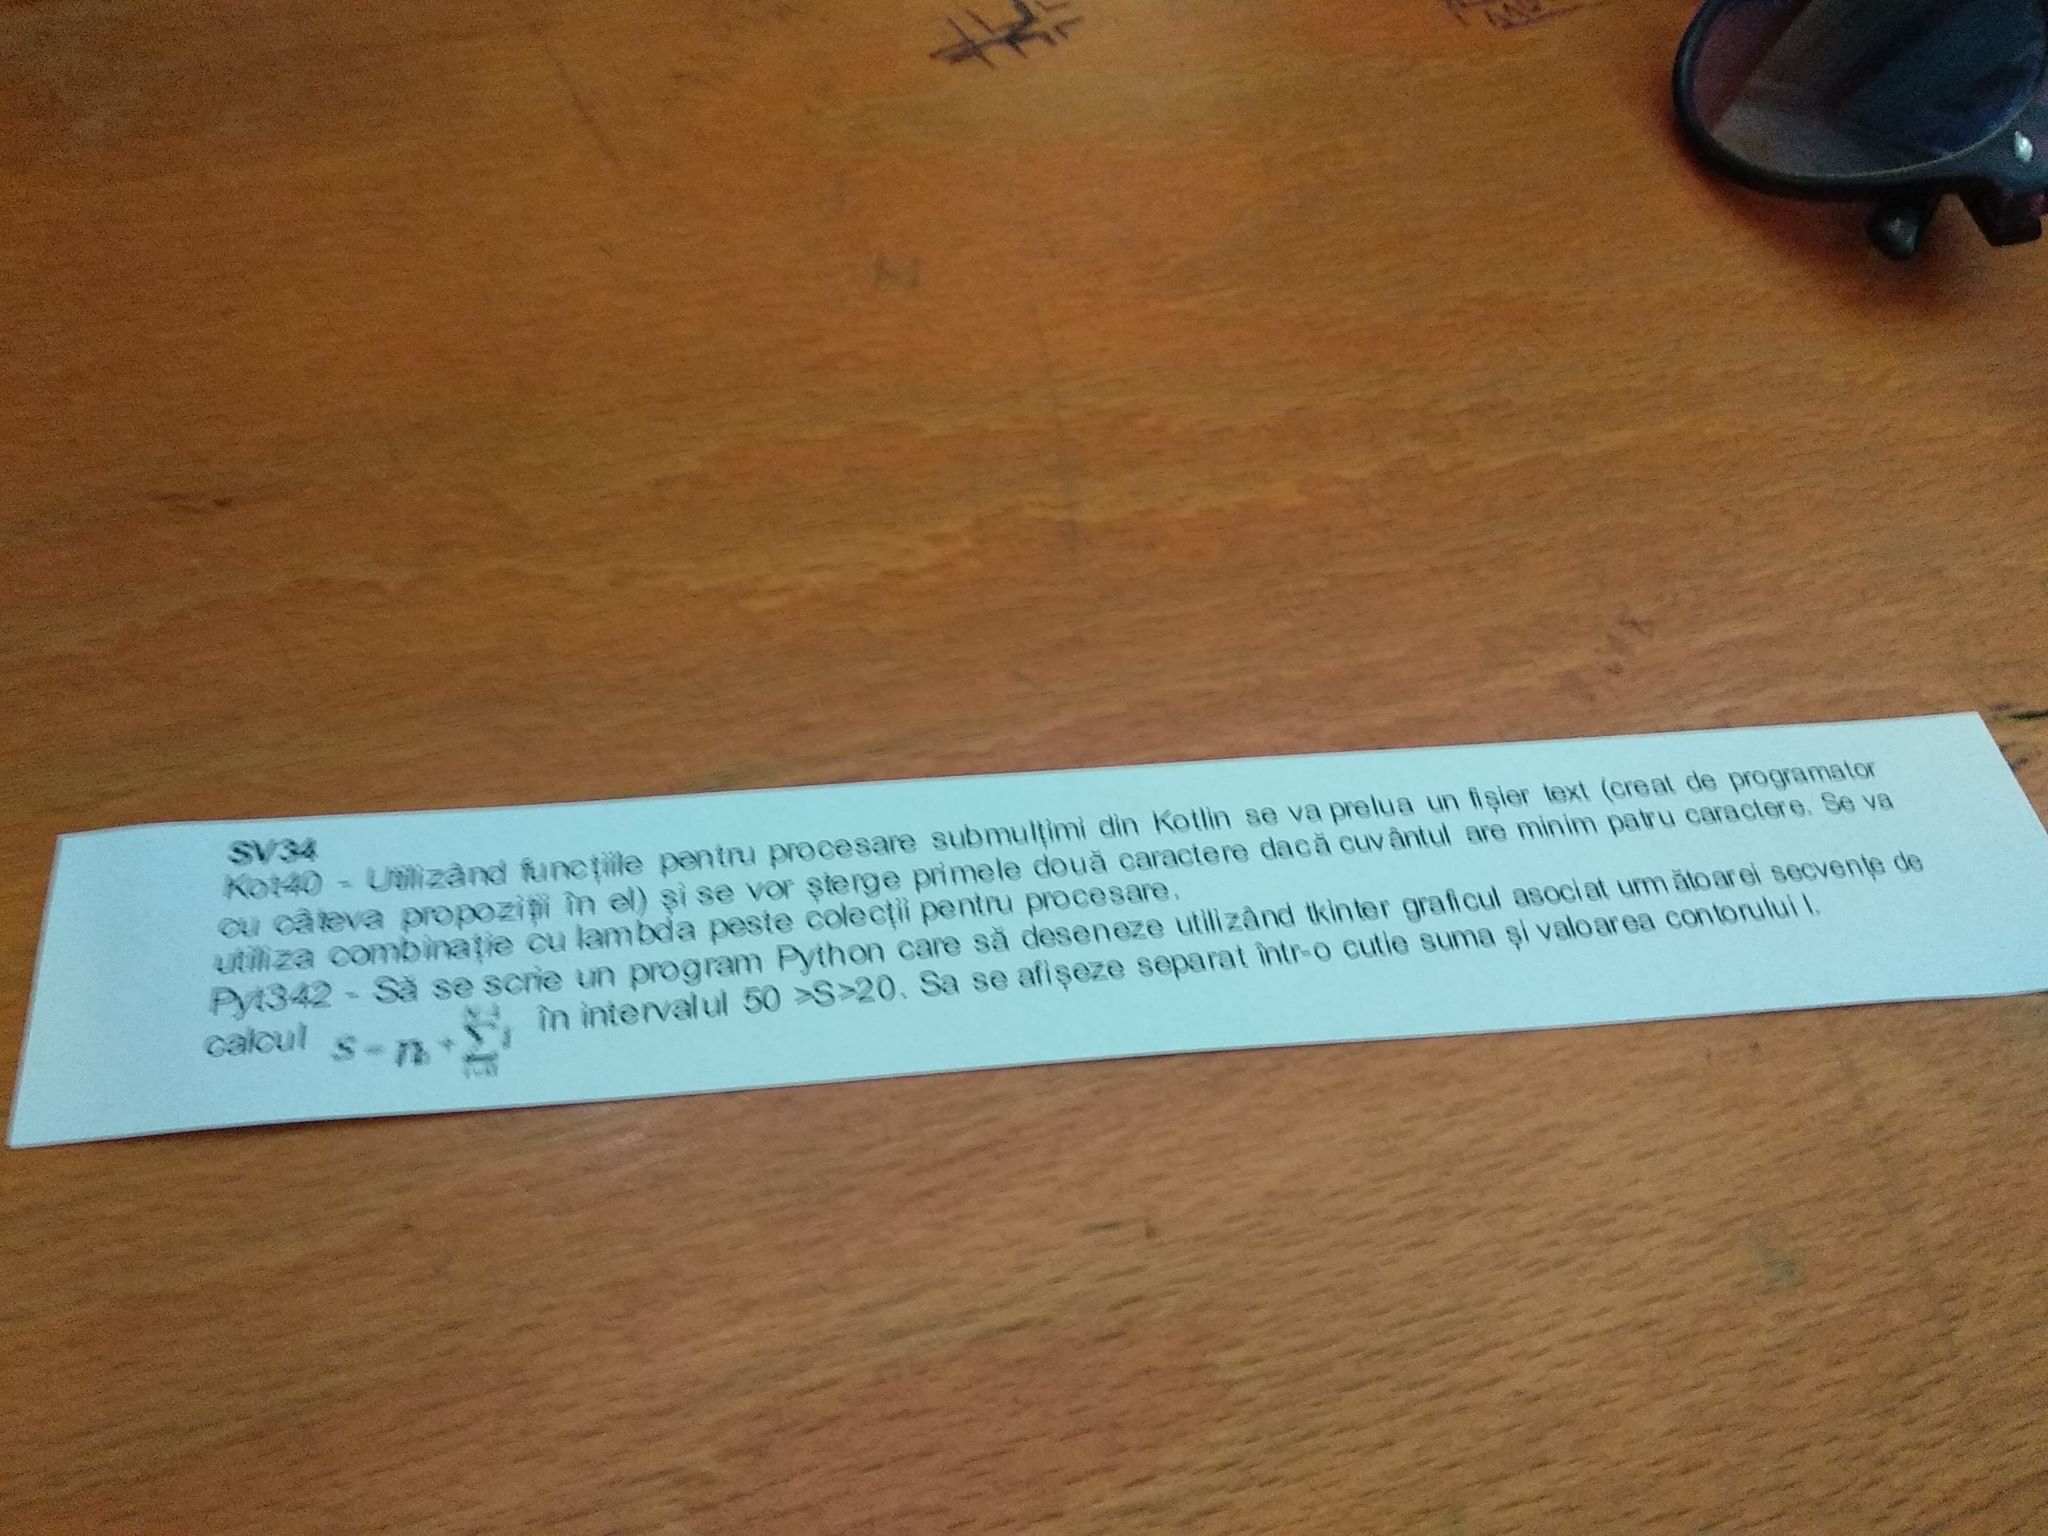 SV34
Kot40 - Utilizând funcțiile pentru procesare submulțimi din Kotlin se va prelua un fișier text (creat de programator
cu câteva propoziții în el) și se vor șterge primele două caractere dacă cuvântul are minim patru caractere. Se va
utiliza combinație cu lambda peste colecții pentru procesare.
Pyt342 - Să se scrie un program Python care să deseneze utilizând tkinter graficul asociat următoarei secvențe de
calcul S = n + ∑ i în intervalul 50 >S>20. Sa se afișeze separat într-o cutie suma și valoarea contorului I.